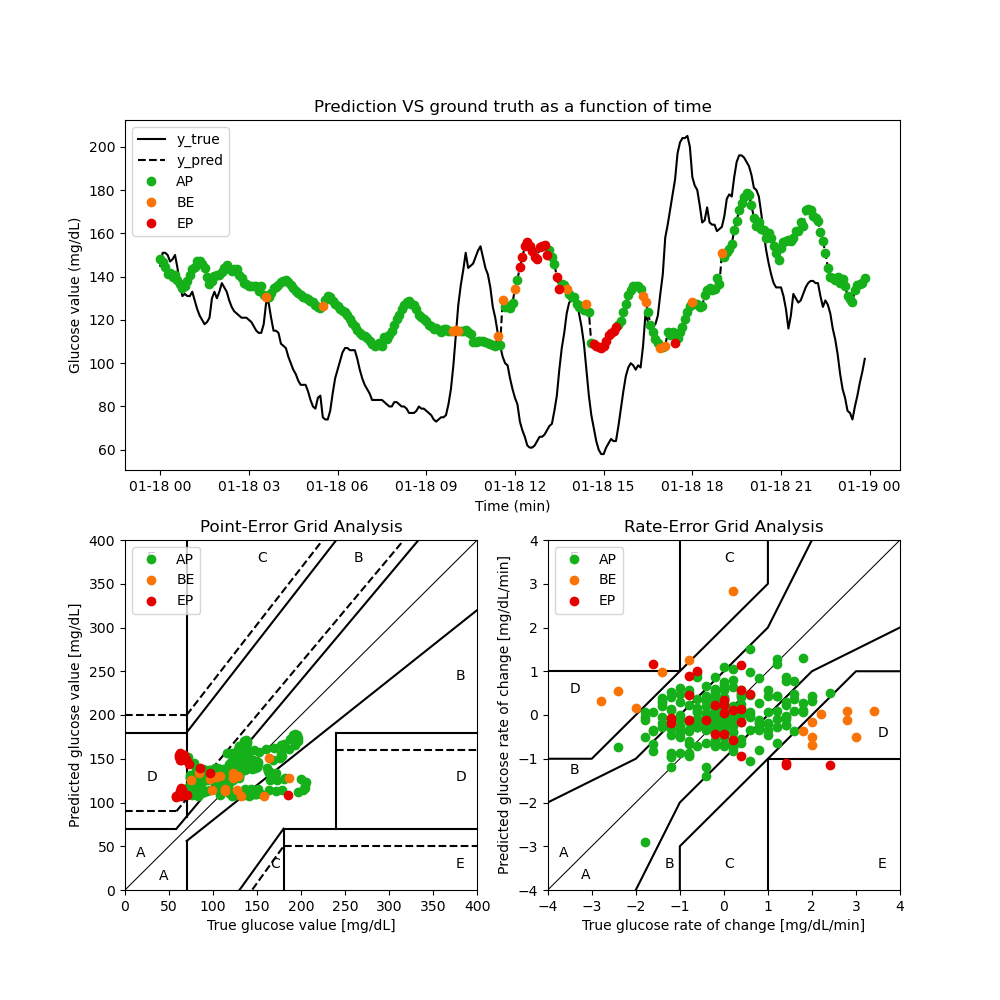 Prediction VS ground truth as a function of time
Glucose value (mg/dL)
200
180
160
140
120
100
80
60
y_true
y_pred
AP
BE
EP
01-18 00 01-18 03 01-18 06 01-18 09 01-18 12 01-18 15 01-18 18 01-18 21 01-19 00
Time (min)
Point-Error Grid Analysis
Predicted glucose value [mg/dL]
400
350
300
250
200
150
100
50
0
AP
BE
EP
C
B
B
D
D
A
A
C
E
0 50 100 150 200 250 300 350 400
True glucose value [mg/dL]
Rate-Error Grid Analysis
Predicted glucose rate of change [mg/dL/min]
4
3
2
1
0
−1
−2
−3
−4
AP
BE
EP
C
D
D
B
A
A
B
C
E
−4 −3 −2 −1 0 1 2 3 4
True glucose rate of change [mg/dL/min]